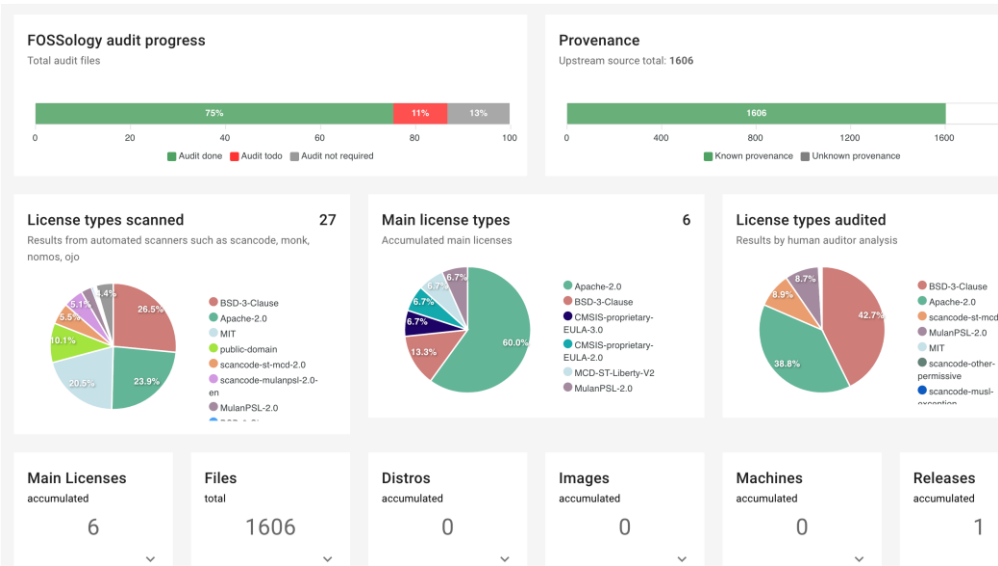 FOSSology audit progress
Total audit files
75%
11%
13%
0
20
40
60
80
100
Audit done
Audit todo
Audit not required
Provenance
Upstream source total: 1606
1606
0
400
800
1200
1600
Known provenance
Unknown provenance
License types scanned
27
Results from automated scanners such as scancode, monk,
nomos, ojo
26.5%
23.9%
20.5%
10.1%
5.5%
5.1%
4.4%
BSD-3-Clause
Apache-2.0
MIT
public-domain
scancode-st-mcd-2.0
scancode-mulanpsl-2.0-
en
MulanPSL-2.0
Main license types
6
Accumulated main licenses
60.0%
13.3%
6.7%
6.7%
6.7%
6.7%
Apache-2.0
BSD-3-Clause
CMSIS-proprietary-
EULA-3.0
CMSIS-proprietary-
EULA-2.0
MCD-ST-Liberty-V2
MulanPSL-2.0
License types audited
Results by human auditor analysis
42.7%
38.8%
8.9%
8.7%
BSD-3-Clause
Apache-2.0
scancode-st-mcd
MulanPSL-2.0
MIT
scancode-other-
permissive
scancode-musl-
Main Licenses
accumulated
6
Files
total
1606
Distros
accumulated
0
Images
accumulated
0
Machines
accumulated
0
Releases
accumulated
1